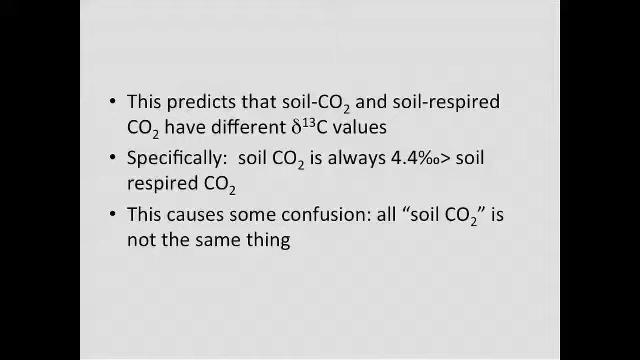 • This predicts that soil-CO₂ and soil-respired
CO₂ have different δ¹³C values
• Specifically:  soil CO₂ is always 4.4‰> soil
respired CO₂
• This causes some confusion: all “soil CO₂” is
not the same thing